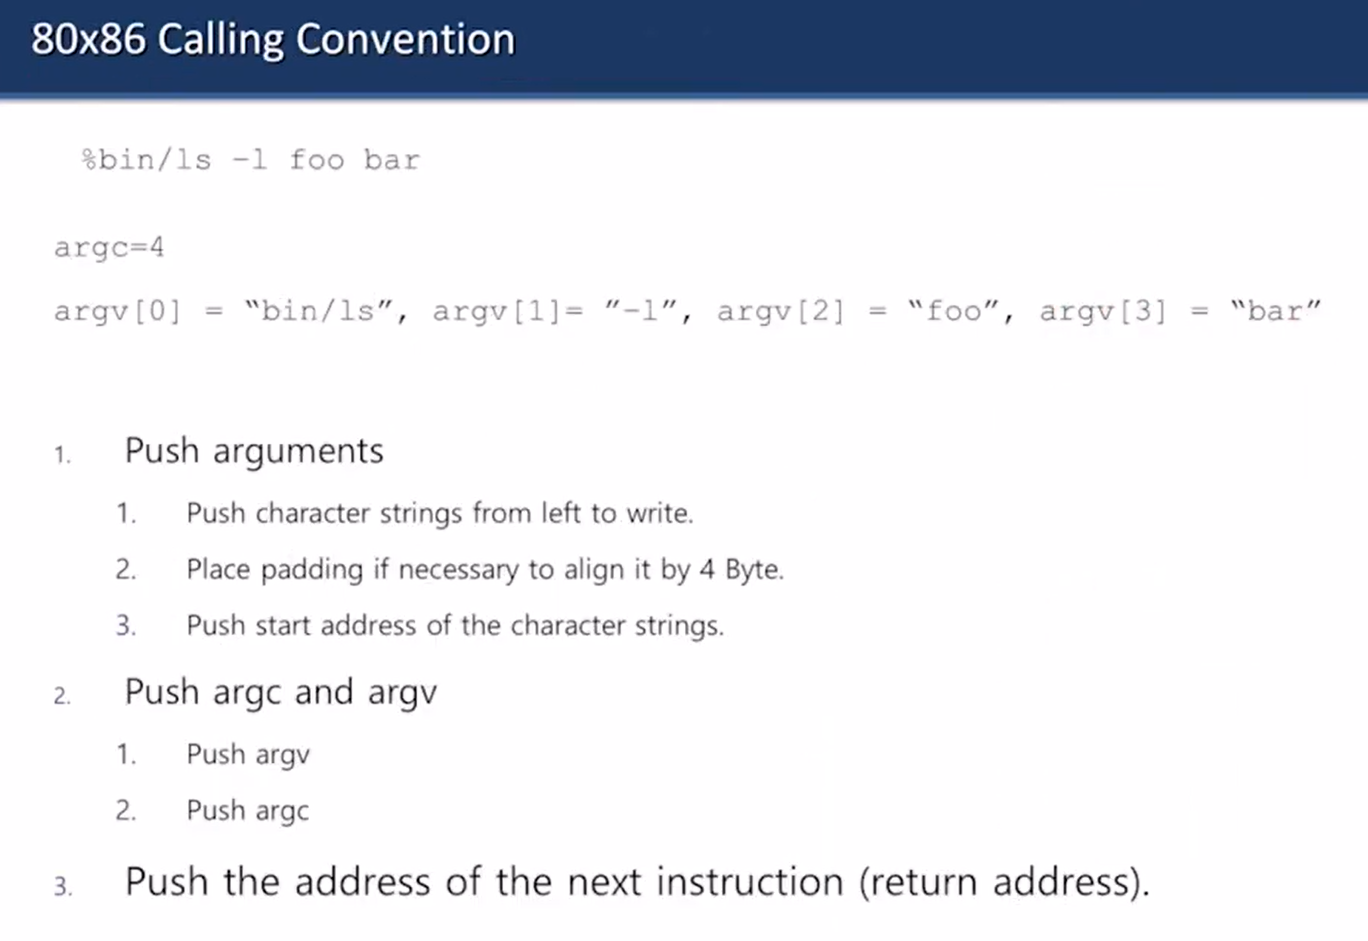 80x86 Calling Convention
%bin/ls -l foo bar
argc=4
argv[0] = “bin/ls”, argv[1]= ”-l”, argv[2] = “foo”, argv[3] = “bar”
1. Push arguments
1. Push character strings from left to write.
2. Place padding if necessary to align it by 4 Byte.
3. Push start address of the character strings.
2. Push argc and argv
1. Push argv
2. Push argc
3. Push the address of the next instruction (return address).